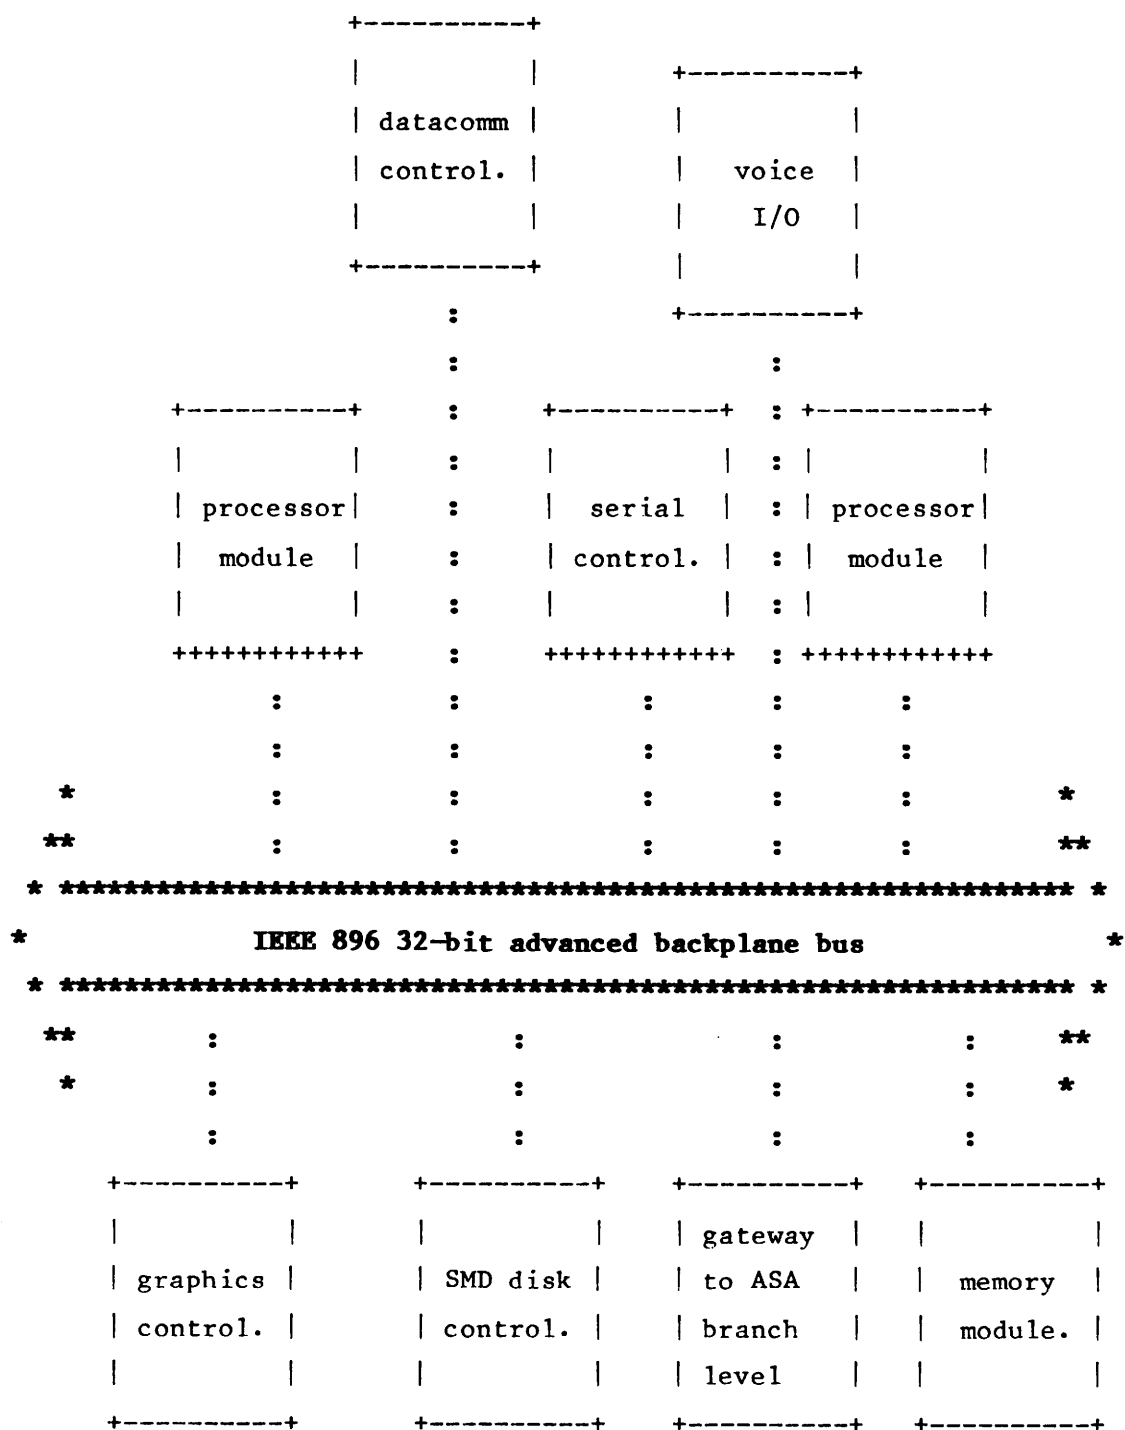 datacomm
control.
voice
I/O
processor
module
serial
control.
processor
module
IEEE 896 32-bit advanced backplane bus
graphics
control.
SMD disk
control.
gateway
to ASA
branch
level
memory
module.